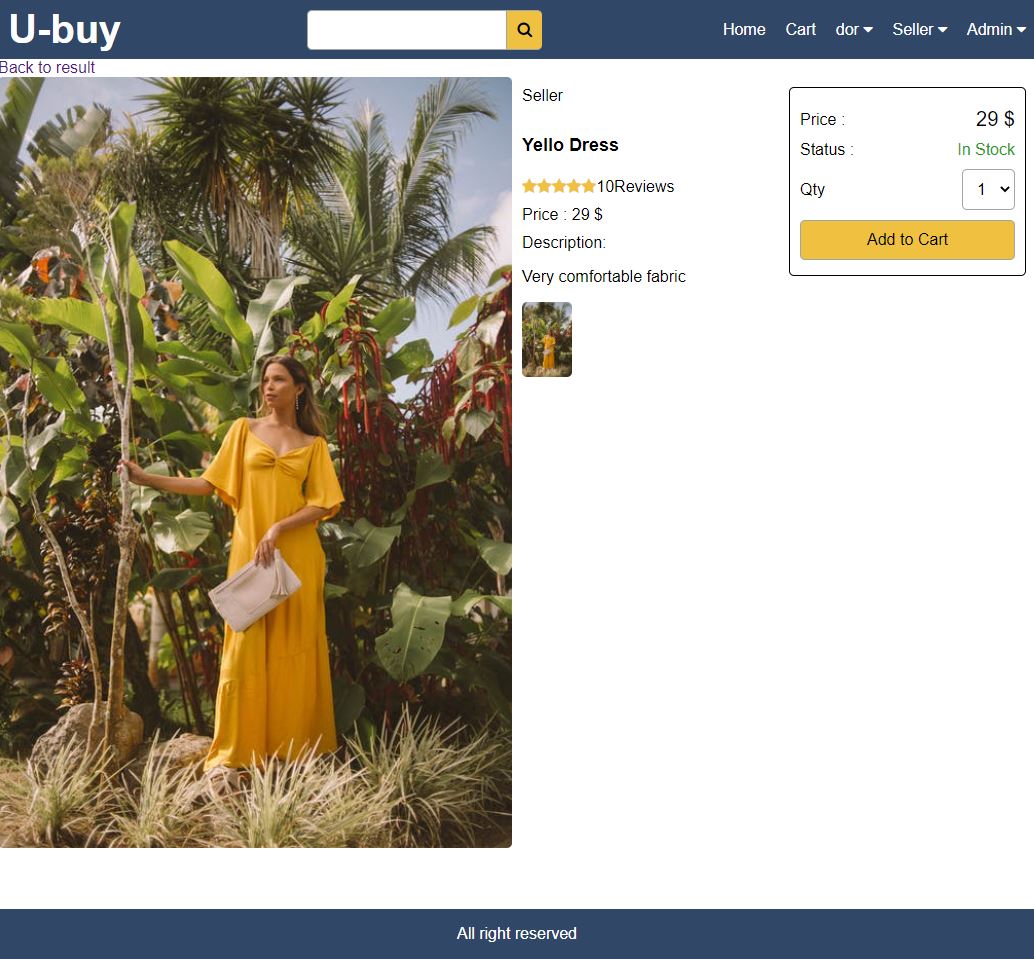 U-buy
Home Cart dor Seller Admin
Back to result
Seller
Yello Dress
10Reviews
Price : 29 $
Description:
Very comfortable fabric
Price : 29 $
Status : In Stock
Qty 1
Add to Cart
All right reserved